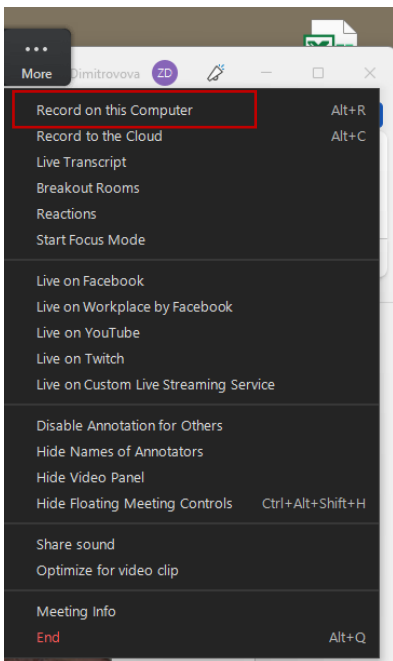 More Dimitrovova ZD
Record on this Computer Alt+R
Record to the Cloud Alt+C
Live Transcript
Breakout Rooms
Reactions
Start Focus Mode
Live on Facebook
Live on Workplace by Facebook
Live on YouTube
Live on Twitch
Live on Custom Live Streaming Service
Disable Annotation for Others
Hide Names of Annotators
Hide Video Panel
Hide Floating Meeting Controls Ctrl+Alt+Shift+H
Share sound
Optimize for video clip
Meeting Info
End Alt+Q